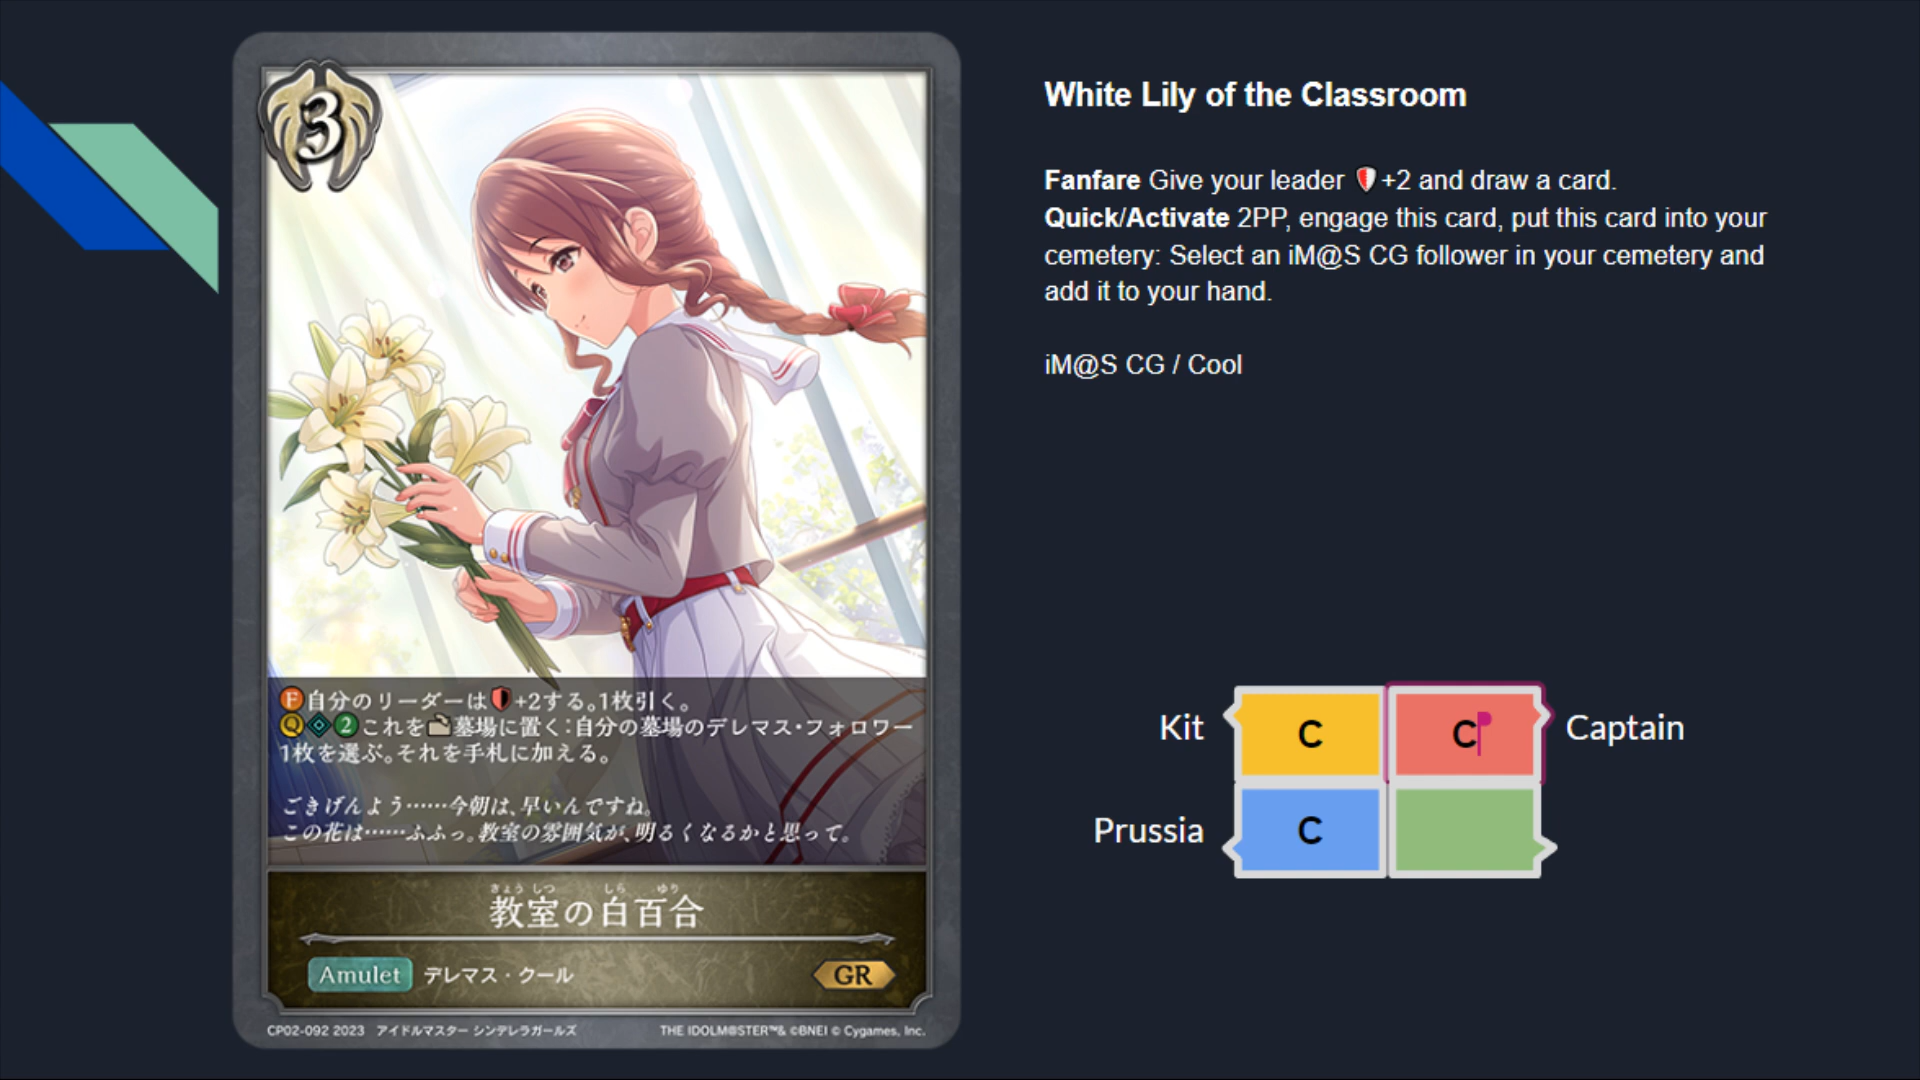 3
自分のリーダーは+2する。1枚引く。
Q 2 これを墓場に置く:自分の墓場のデレマス・フォロワー
1枚を選ぶ。それを手札に加える。
ごきげんよう……今朝は、早いんですね。
この花は……ふふっ。教室の雰囲気が、明るくなるかと思って。
きょう しつ しら ゆり
教室の白百合
Amulet デレマス・クール GR
CP02-092 2023 アイドルマスター シンデレラガールズ THE IDOLM@STER™& ©BNEI © Cygames, Inc.
White Lily of the Classroom
Fanfare Give your leader +2 and draw a card.
Quick/Activate 2PP, engage this card, put this card into your
cemetery: Select an iM@S CG follower in your cemetery and
add it to your hand.
iM@S CG / Cool
Kit C C Captain
Prussia C